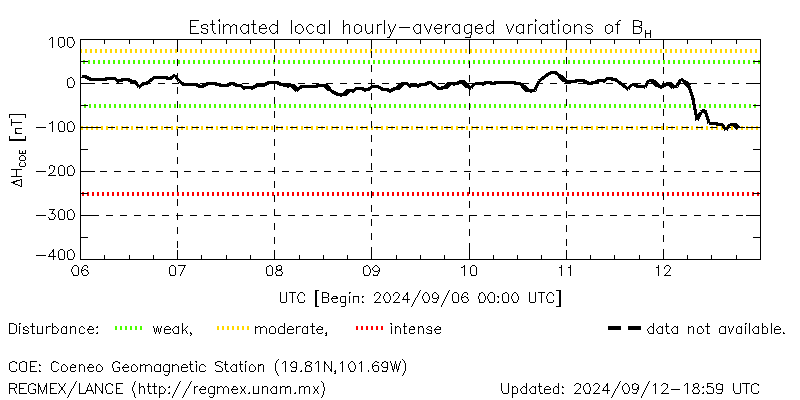 Estimated local hourly-averaged variations of B_H
ΔH_COE [nT]
100
0
-100
-200
-300
-400
06 07 08 09 10 11 12
UTC [Begin: 2024/09/06 00:00 UTC]
Disturbance: weak, moderate, intense data not available.
COE: Coeneo Geomagnetic Station (19.81N,101.69W)
REGMEX/LANCE (http://regmex.unam.mx) Updated: 2024/09/12-18:59 UTC